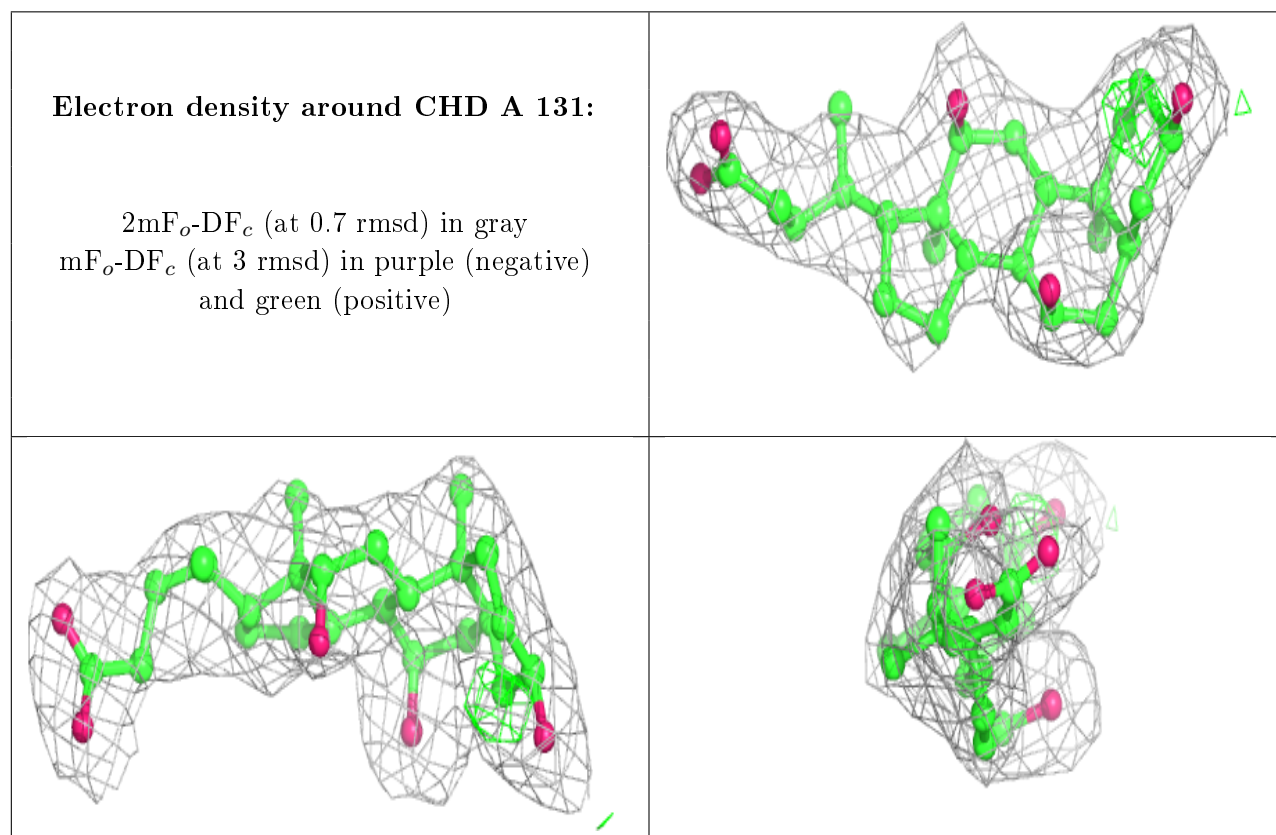 Electron density around CHD A 131:
2mFo-DFc (at 0.7 rmsd) in gray
mFo-DFc (at 3 rmsd) in purple (negative)
and green (positive)